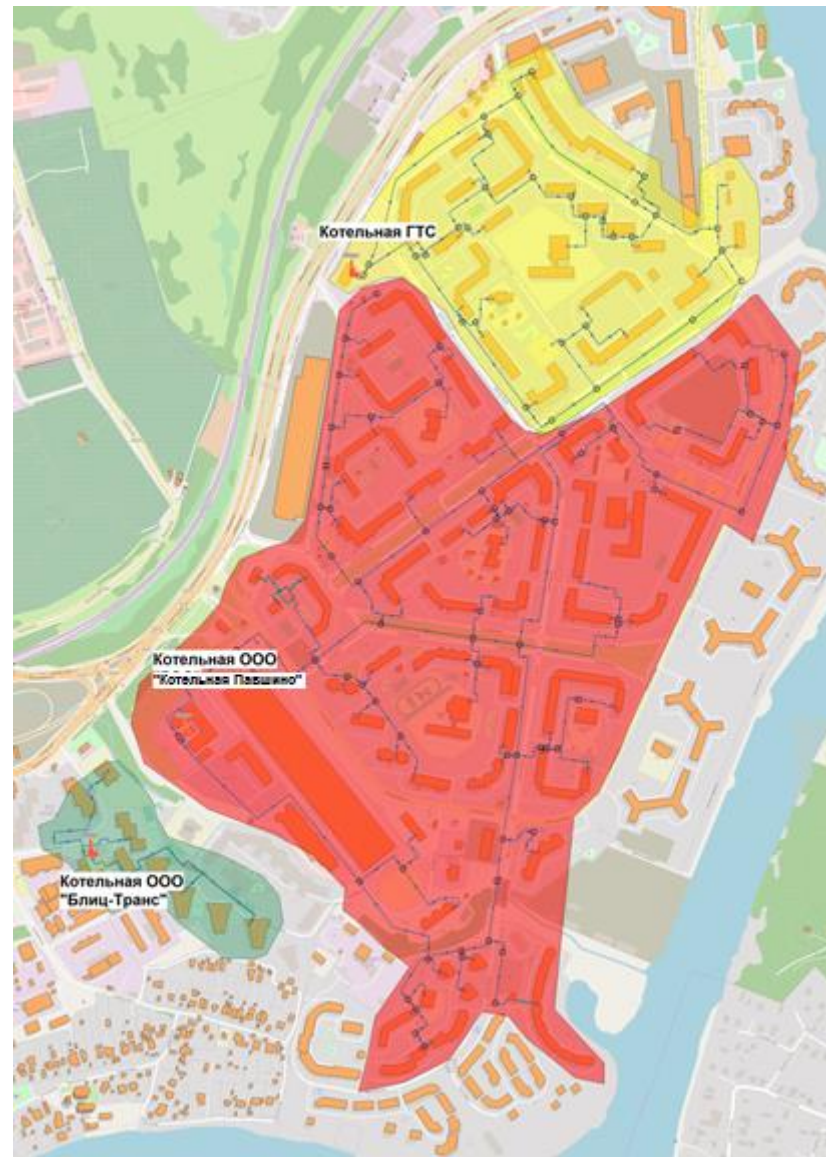 Котельная ГТС
Котельная ООО
"Котельная Павшино"
Котельная ООО
"Блиц-Транс"